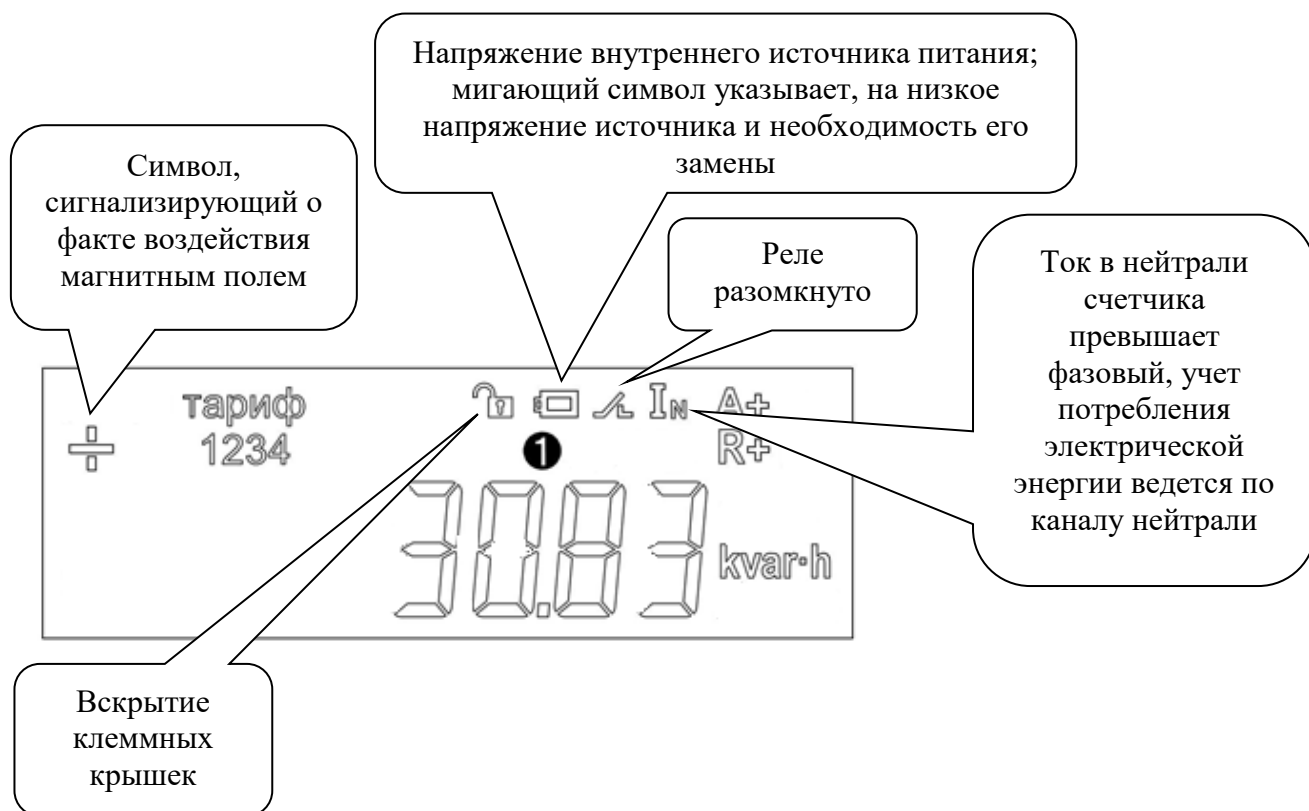 Напряжение внутреннего источника питания;
мигающий символ указывает, на низкое
напряжение источника и необходимость его
замены
Символ,
сигнализирующий о
факте воздействия
магнитным полем
Реле
разомкнуто
Ток в нейтрали
счетчика
превышает
фазовый, учет
потребления
электрической
энергии ведется по
каналу нейтрали
тариф
1234
IN A+
❶ R+
30.83 kvar·h
Вскрытие
клеммных
крышек